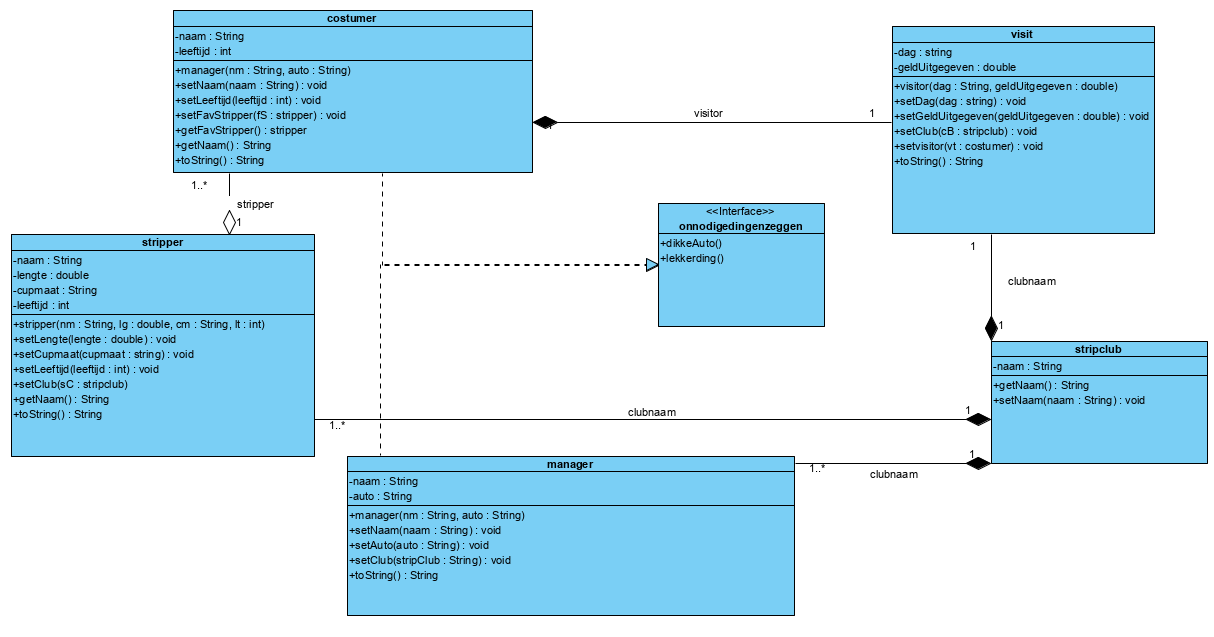 costumer
-naam : String
-leeftijd : int
+manager(nm : String, auto : String)
+setNaam(naam : String) : void
+setLeeftijd(leeftijd : int) : void
+setFavStripper(fS : stripper) : void
+getFavStripper() : stripper
+getNaam() : String
+toString() : String
visit
-dag : string
-geldUitgegeven : double
+visitor(dag : String, geldUitgegeven : double)
+setDag(dag : string) : void
+setGeldUitgegeven(geldUitgegeven : double) : void
+setClub(cB : stripclub) : void
+setvisitor(vt : costumer) : void
+toString() : String
visitor
1
1
1..*
stripper
1
<<Interface>>
onnodigedingenzeggen
+dikkeAuto()
+lekkerding()
stripper
-naam : String
-lengte : double
-cupmaat : String
-leeftijd : int
+stripper(nm : String, lg : double, cm : String, lt : int)
+setLengte(lengte : double) : void
+setCupmaat(cupmaat : string) : void
+setLeeftijd(leeftijd : int) : void
+setClub(sC : stripclub)
+getNaam() : String
+toString() : String
1
clubnaam
1
stripclub
-naam : String
+getNaam() : String
+setNaam(naam : String) : void
clubnaam
1
1..*
1
1..*
clubnaam
manager
-naam : String
-auto : String
+manager(nm : String, auto : String)
+setNaam(naam : String) : void
+setAuto(auto : String) : void
+setClub(stripClub : String) : void
+toString() : String